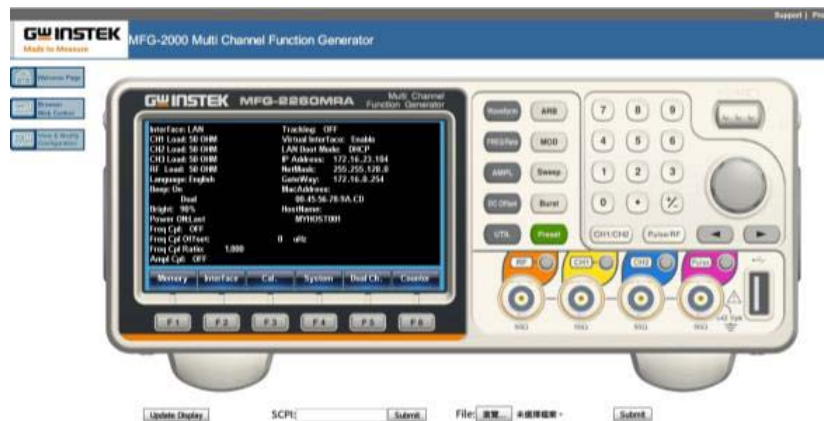 Support |
GW INSTEK
Made to Measure
MFG-2000 Multi Channel Function Generator
Welcome Page
Browser
Web Control
View & Modify
Configuration
GW INSTEK MFG-2260MRA Multi Channel
Function Generator
Interface: LAN Tracking: OFF
CH1 Load: 50 OHM Virtual Interface: Enable
CH2 Load: 50 OHM LAN Boot Mode: DHCP
CH3 Load: 50 OHM IP Address: 172.16.23.184
RF Load: 50 OHM NetMask: 255.255.128.0
Language: English GateWay: 172.16.0.254
Beep: On MacAddress:
Dual 00-45-56-78-9A,CD
Bright: 90% HostName:
Power ON:Last MYHOST001
Freq Cpl: OFF
Freq Cpl Offset: 0 uHz
Freq Cpl Ratio: 1.000
Ampl Cpl: OFF
Memory Interface Cal. System Dual Ch. Counter
F1 F2 F3 F4 F5 F6
Waveform ARB 7 8 9
FREQ/Rate MOD 4 5 6
AMPL Sweep 1 2 3
DC Offset Burst 0 • +/-
UTIL Preset CH1/CH2 Pulse/RF
RF CH1 CH2 Pulse
50Ω 50Ω 50Ω 50Ω
Update Display SCPI: Submit File: 瀏覽... 未選擇檔案。 Submit